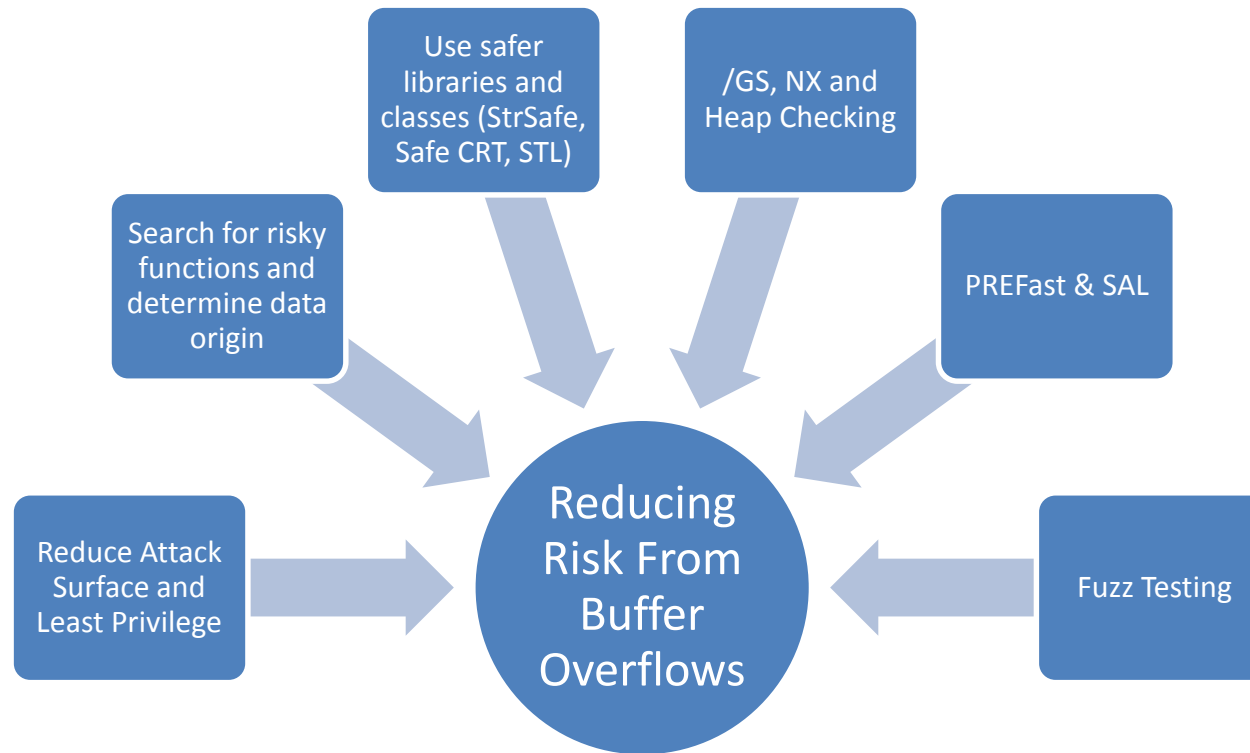 Use safer
libraries and
classes (StrSafe,
Safe CRT, STL)
/GS, NX and
Heap Checking
Search for risky
functions and
determine data
origin
PREFast & SAL
Reduce Attack
Surface and
Least Privilege
Reducing
Risk From
Buffer
Overflows
Fuzz Testing